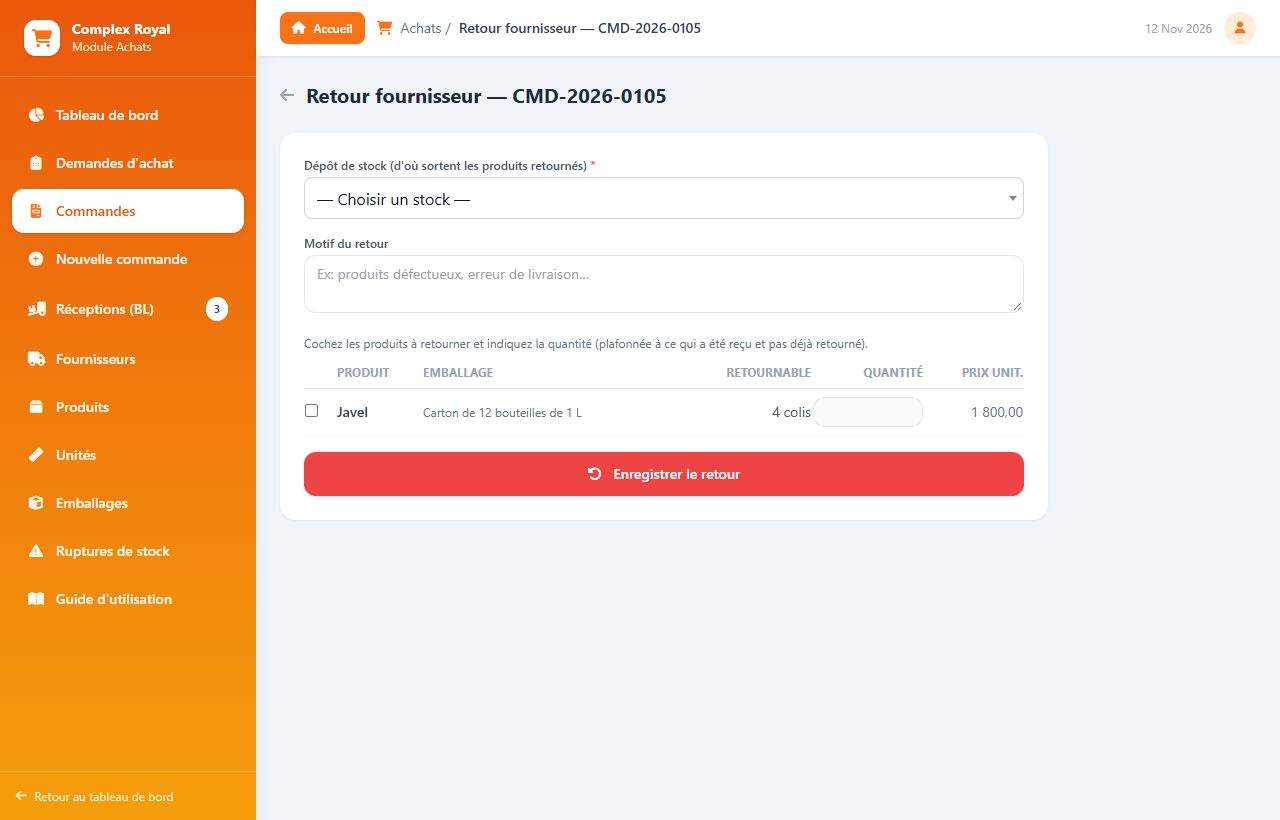 Complex Royal
Module Achats
Tableau de bord
Demandes d'achat
Commandes
Nouvelle commande
Réceptions (BL) 3
Fournisseurs
Produits
Unités
Emballages
Ruptures de stock
Guide d'utilisation
Retour au tableau de bord
Accueil Achats / Retour fournisseur — CMD-2026-0105 12 Nov 2026
Retour fournisseur — CMD-2026-0105
Dépôt de stock (d'où sortent les produits retournés) *
— Choisir un stock —
Motif du retour
Ex: produits défectueux, erreur de livraison...
Cochez les produits à retourner et indiquez la quantité (plafonnée à ce qui a été reçu et pas déjà retourné).
PRODUIT EMBALLAGE RETOURNABLE QUANTITÉ PRIX UNIT.
Javel Carton de 12 bouteilles de 1 L 4 colis 1 800,00
Enregistrer le retour